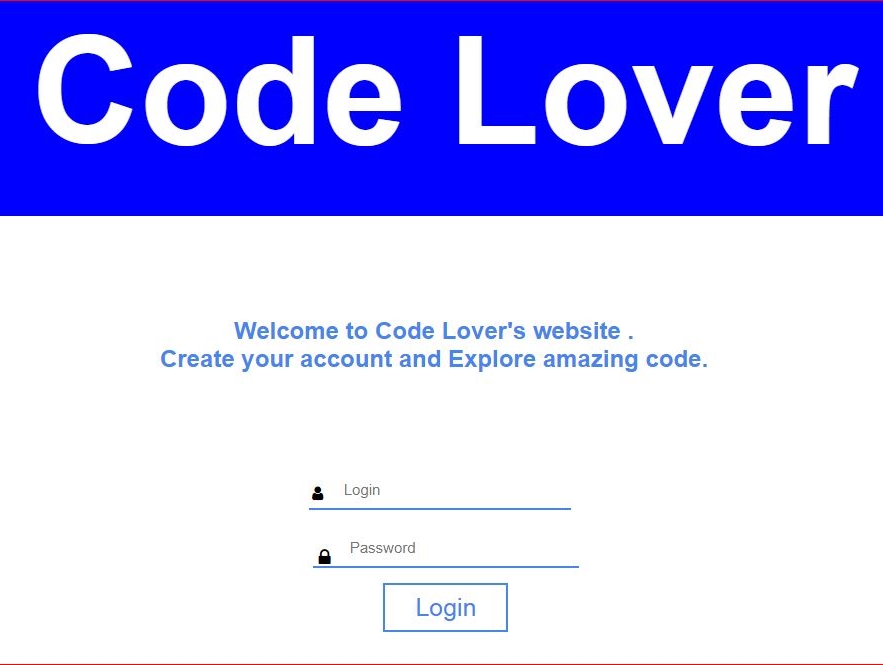 Code Lover
Welcome to Code Lover's website .
Create your account and Explore amazing code.
Login
Password
Login